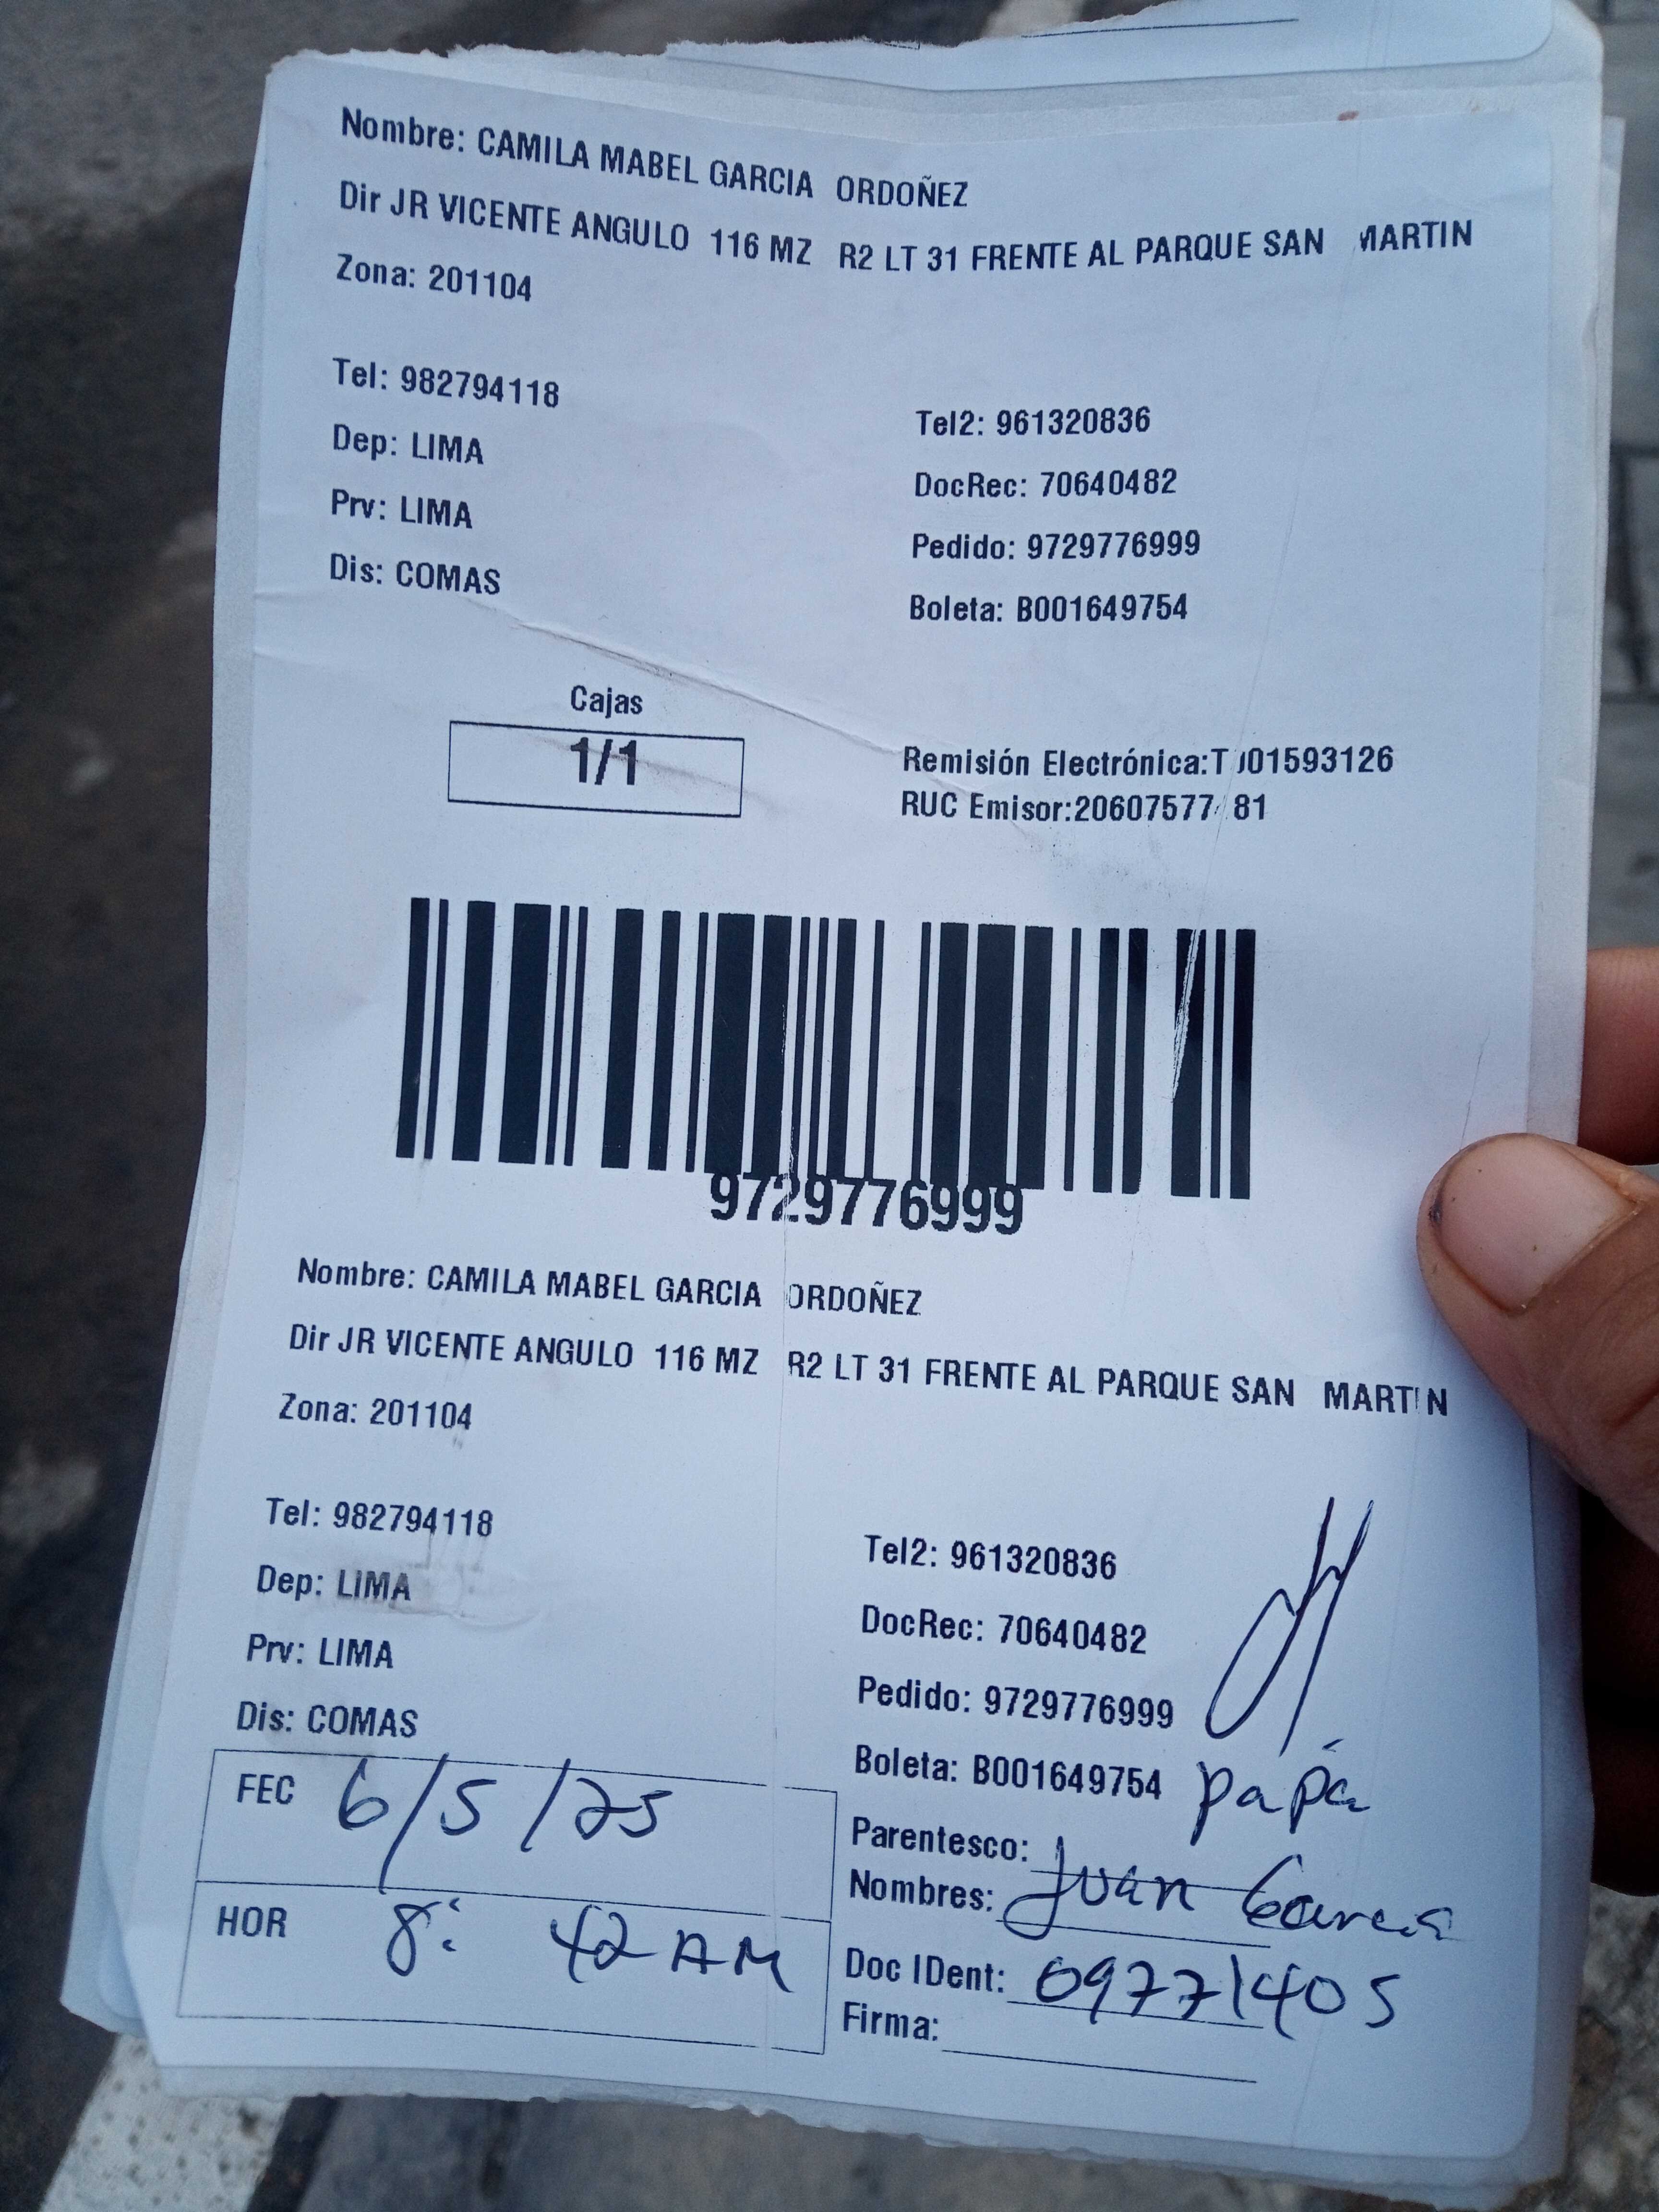 Nombre: CAMILA MABEL GARCIA ORDOÑEZ
Dir JR VICENTE ANGULO 116 MZ R2 LT 31 FRENTE AL PARQUE SAN MARTIN
Zona: 201104
Tel: 982794118
Tel2: 961320836
Dep: LIMA
DocRec: 70640482
Prv: LIMA
Pedido: 9729776999
Dis: COMAS
Boleta: B001649754
Cajas
1/1
Remisión Electrónica:
RUC Emisor:
9729776999
Nombre: CAMILA MABEL GARCIA ORDOÑEZ
Dir JR VICENTE ANGULO 116 MZ R2 LT 31 FRENTE AL PARQUE SAN MARTIN
Zona: 201104
Tel: 982794118
Tel2: 961320836
Dep: LIMA
DocRec: 70640482
Prv: LIMA
Pedido: 9729776999
Dis: COMAS
Boleta: B001649754
FEC 6/5/25
Parentesco: papá
Nombres: Juan Garcia
HOR 8: 42 AM
Doc IDent: 09771405
Firma: